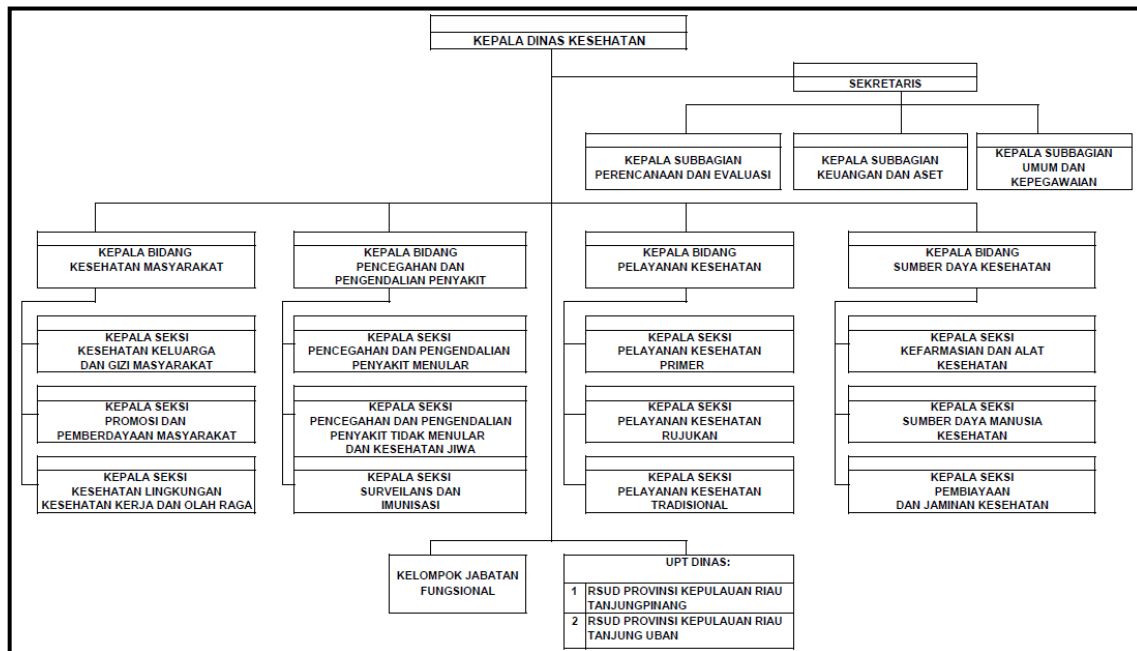 KEPALA DINAS KESEHATAN
SEKRETARIS
KEPALA SUBBAGIAN
PERENCANAAN DAN EVALUASI
KEPALA SUBBAGIAN
KEUANGAN DAN ASET
KEPALA SUBBAGIAN
UMUM DAN
KEPEGAWAIAN
KEPALA BIDANG
KESEHATAN MASYARAKAT
KEPALA BIDANG
PENCEGAHAN DAN
PENGENDALIAN PENYAKIT
KEPALA BIDANG
PELAYANAN KESEHATAN
KEPALA BIDANG
SUMBER DAYA KESEHATAN
KEPALA SEKSI
KESEHATAN KELUARGA
DAN GIZI MASYARAKAT
KEPALA SEKSI
PENCEGAHAN DAN PENGENDALIAN
PENYAKIT MENULAR
KEPALA SEKSI
PELAYANAN KESEHATAN
PRIMER
KEPALA SEKSI
KEFARMASIAN DAN ALAT
KESEHATAN
KEPALA SEKSI
PROMOSI DAN
PEMBERDAYAAN MASYARAKAT
KEPALA SEKSI
PENCEGAHAN DAN PENGENDALIAN
PENYAKIT TIDAK MENULAR
DAN KESEHATAN JIWA
KEPALA SEKSI
PELAYANAN KESEHATAN
RUJUKAN
KEPALA SEKSI
SUMBER DAYA MANUSIA
KESEHATAN
KEPALA SEKSI
KESEHATAN LINGKUNGAN
KESEHATAN KERJA DAN OLAH RAGA
KEPALA SEKSI
SURVEILANS DAN
IMUNISASI
KEPALA SEKSI
PELAYANAN KESEHATAN
TRADISIONAL
KEPALA SEKSI
PEMBIAYAAN
DAN JAMINAN KESEHATAN
KELOMPOK JABATAN
FUNGSIONAL
UPT DINAS:
1 RSUD PROVINSI KEPULAUAN RIAU
TANJUNGPINANG
2 RSUD PROVINSI KEPULAUAN RIAU
TANJUNG UBAN